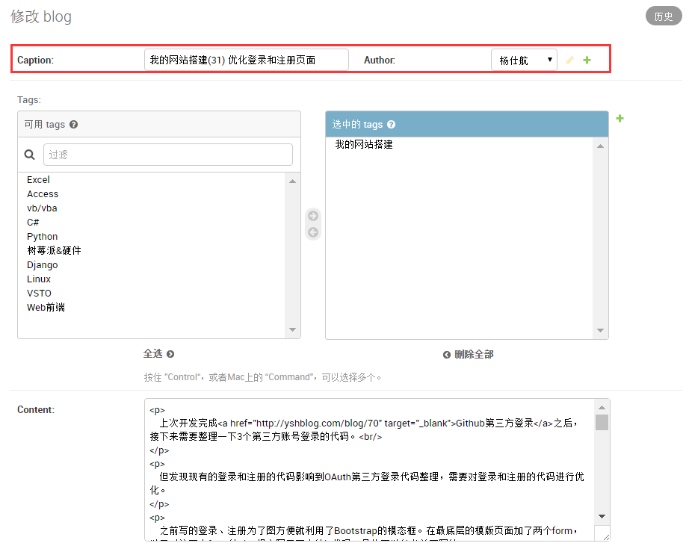 修改 blog
历史
Caption: 我的网站搭建(31) 优化登录和注册页面 Author: 杨仕航
Tags:
可用 tags
选中的 tags
过滤
我的网站搭建
Excel
Access
vb/vba
C#
Python
树莓派&硬件
Django
Linux
VSTO
Web前端
全选
删除全部
按住 "Control"，或者Mac上的 "Command"，可以选择多个。
Content:
<p>
上次开发完成<a href="http://yshblog.com/blog/70" target="_blank">Github第三方登录</a>之后，
接下来需要整理一下3个第三方账号登录的代码。<br/>
</p>
<p>
但发现现有的登录和注册的代码影响到OAuth第三方登录代码整理，需要对登录和注册的代码进行优
化。
</p>
<p>
之前写的登录、注册为了图方便就利用了Bootstrap的模态框。在最底层的模版页面加了两个form，